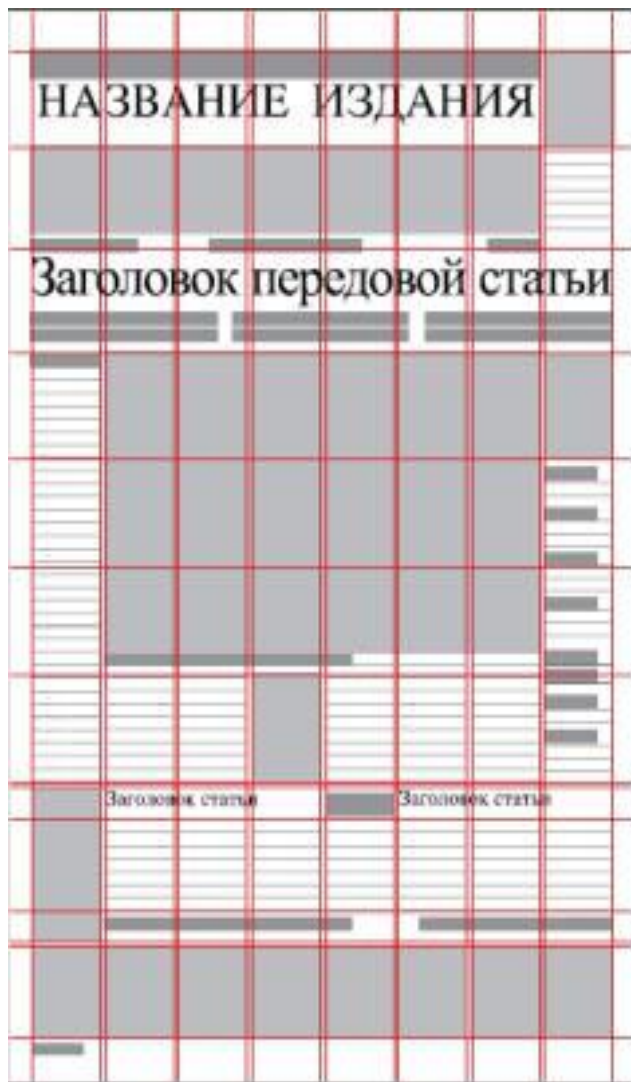 НАЗВАНИЕ ИЗДАНИЯ
Заголовок передовой статьи
Заголовок статьи
Заголовок статьи